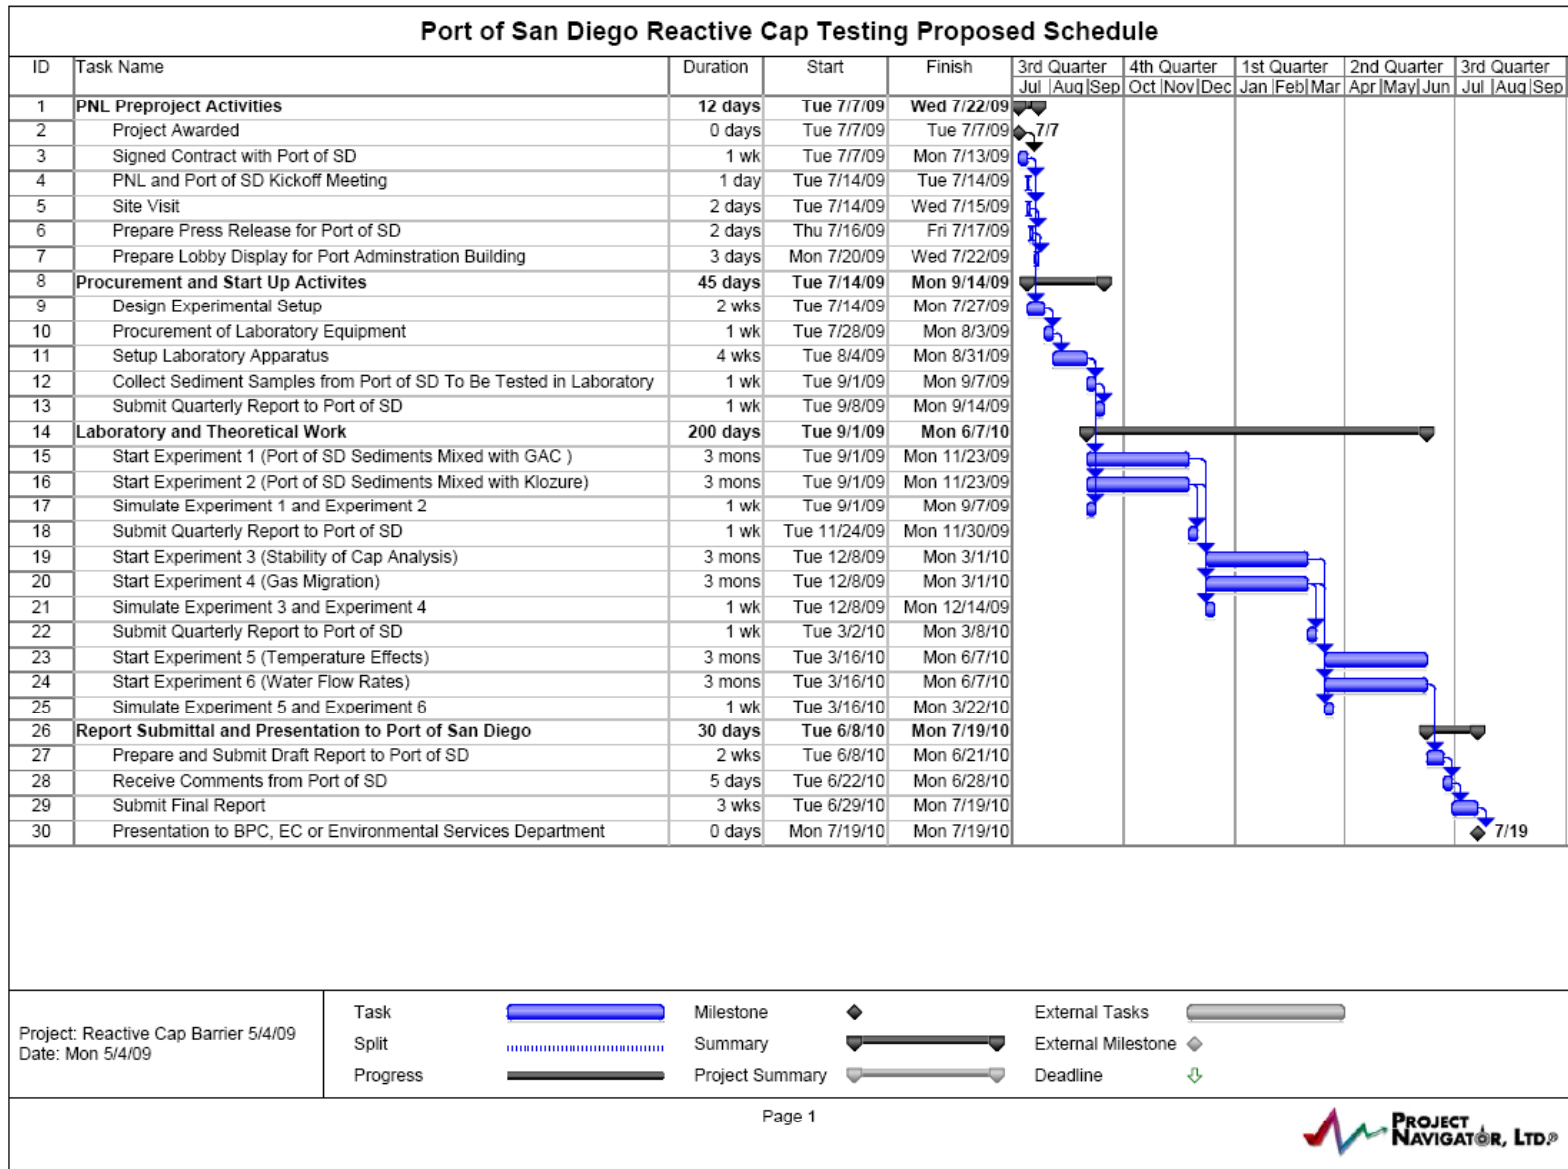 Port of San Diego Reactive Cap Testing Proposed Schedule
ID Task Name Duration Start Finish 3rd Quarter 4th Quarter 1st Quarter 2nd Quarter 3rd Quarter
Jul Aug Sep Oct Nov Dec Jan Feb Mar Apr May Jun Jul Aug Sep
1 PNL Preproject Activities 12 days Tue 7/7/09 Wed 7/22/09
2 Project Awarded 0 days Tue 7/7/09 Tue 7/7/09 7/7
3 Signed Contract with Port of SD 1 wk Tue 7/7/09 Mon 7/13/09
4 PNL and Port of SD Kickoff Meeting 1 day Tue 7/14/09 Tue 7/14/09
5 Site Visit 2 days Tue 7/14/09 Wed 7/15/09
6 Prepare Press Release for Port of SD 2 days Thu 7/16/09 Fri 7/17/09
7 Prepare Lobby Display for Port Adminstration Building 3 days Mon 7/20/09 Wed 7/22/09
8 Procurement and Start Up Activites 45 days Tue 7/14/09 Mon 9/14/09
9 Design Experimental Setup 2 wks Tue 7/14/09 Mon 7/27/09
10 Procurement of Laboratory Equipment 1 wk Tue 7/28/09 Mon 8/3/09
11 Setup Laboratory Apparatus 4 wks Tue 8/4/09 Mon 8/31/09
12 Collect Sediment Samples from Port of SD To Be Tested in Laboratory 1 wk Tue 9/1/09 Mon 9/7/09
13 Submit Quarterly Report to Port of SD 1 wk Tue 9/8/09 Mon 9/14/09
14 Laboratory and Theoretical Work 200 days Tue 9/1/09 Mon 6/7/10
15 Start Experiment 1 (Port of SD Sediments Mixed with GAC ) 3 mons Tue 9/1/09 Mon 11/23/09
16 Start Experiment 2 (Port of SD Sediments Mixed with Klozure) 3 mons Tue 9/1/09 Mon 11/23/09
17 Simulate Experiment 1 and Experiment 2 1 wk Tue 9/1/09 Mon 9/7/09
18 Submit Quarterly Report to Port of SD 1 wk Tue 11/24/09 Mon 11/30/09
19 Start Experiment 3 (Stability of Cap Analysis) 3 mons Tue 12/8/09 Mon 3/1/10
20 Start Experiment 4 (Gas Migration) 3 mons Tue 12/8/09 Mon 3/1/10
21 Simulate Experiment 3 and Experiment 4 1 wk Tue 12/8/09 Mon 12/14/09
22 Submit Quarterly Report to Port of SD 1 wk Tue 3/2/10 Mon 3/8/10
23 Start Experiment 5 (Temperature Effects) 3 mons Tue 3/16/10 Mon 6/7/10
24 Start Experiment 6 (Water Flow Rates) 3 mons Tue 3/16/10 Mon 6/7/10
25 Simulate Experiment 5 and Experiment 6 1 wk Tue 3/16/10 Mon 3/22/10
26 Report Submittal and Presentation to Port of San Diego 30 days Tue 6/8/10 Mon 7/19/10
27 Prepare and Submit Draft Report to Port of SD 2 wks Tue 6/8/10 Mon 6/21/10
28 Receive Comments from Port of SD 5 days Tue 6/22/10 Mon 6/28/10
29 Submit Final Report 3 wks Tue 6/29/10 Mon 7/19/10
30 Presentation to BPC, EC or Environmental Services Department 0 days Mon 7/19/10 Mon 7/19/10 7/19
Project: Reactive Cap Barrier 5/4/09
Date: Mon 5/4/09
Task Milestone External Tasks
Split Summary External Milestone
Progress Project Summary Deadline
Page 1
PROJECT
NAVIGATOR, LTD.®